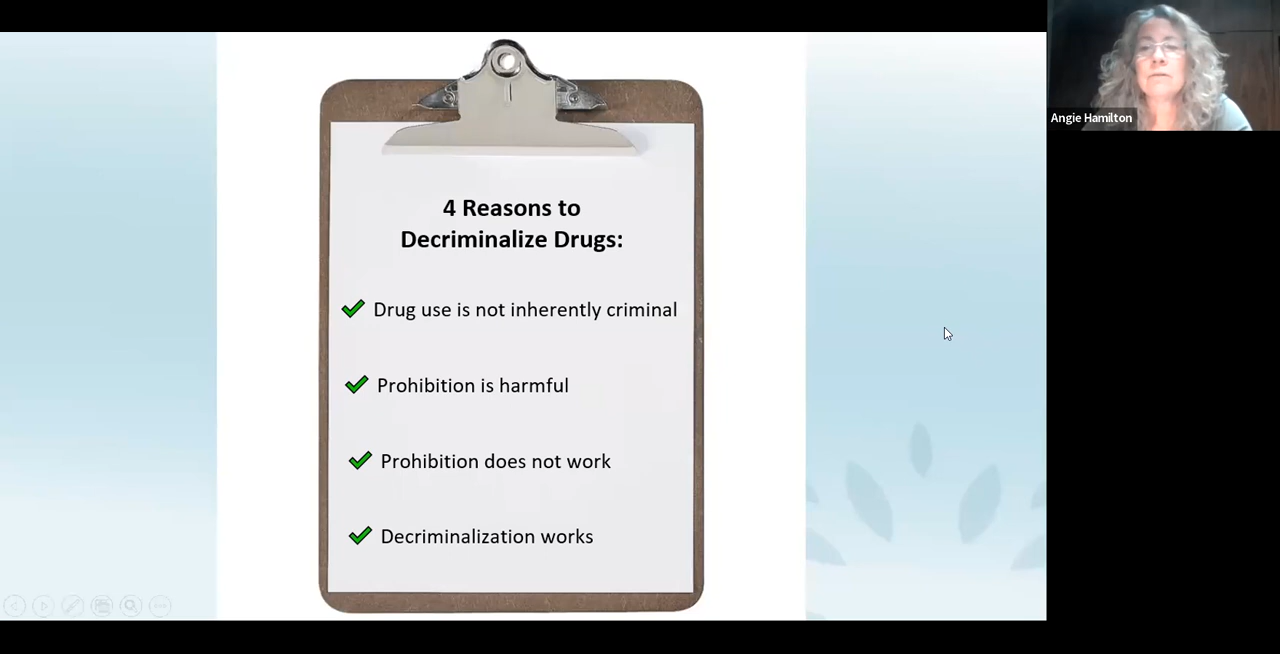 4 Reasons to
Decriminalize Drugs:
Drug use is not inherently criminal
Prohibition is harmful
Prohibition does not work
Decriminalization works
Angie Hamilton